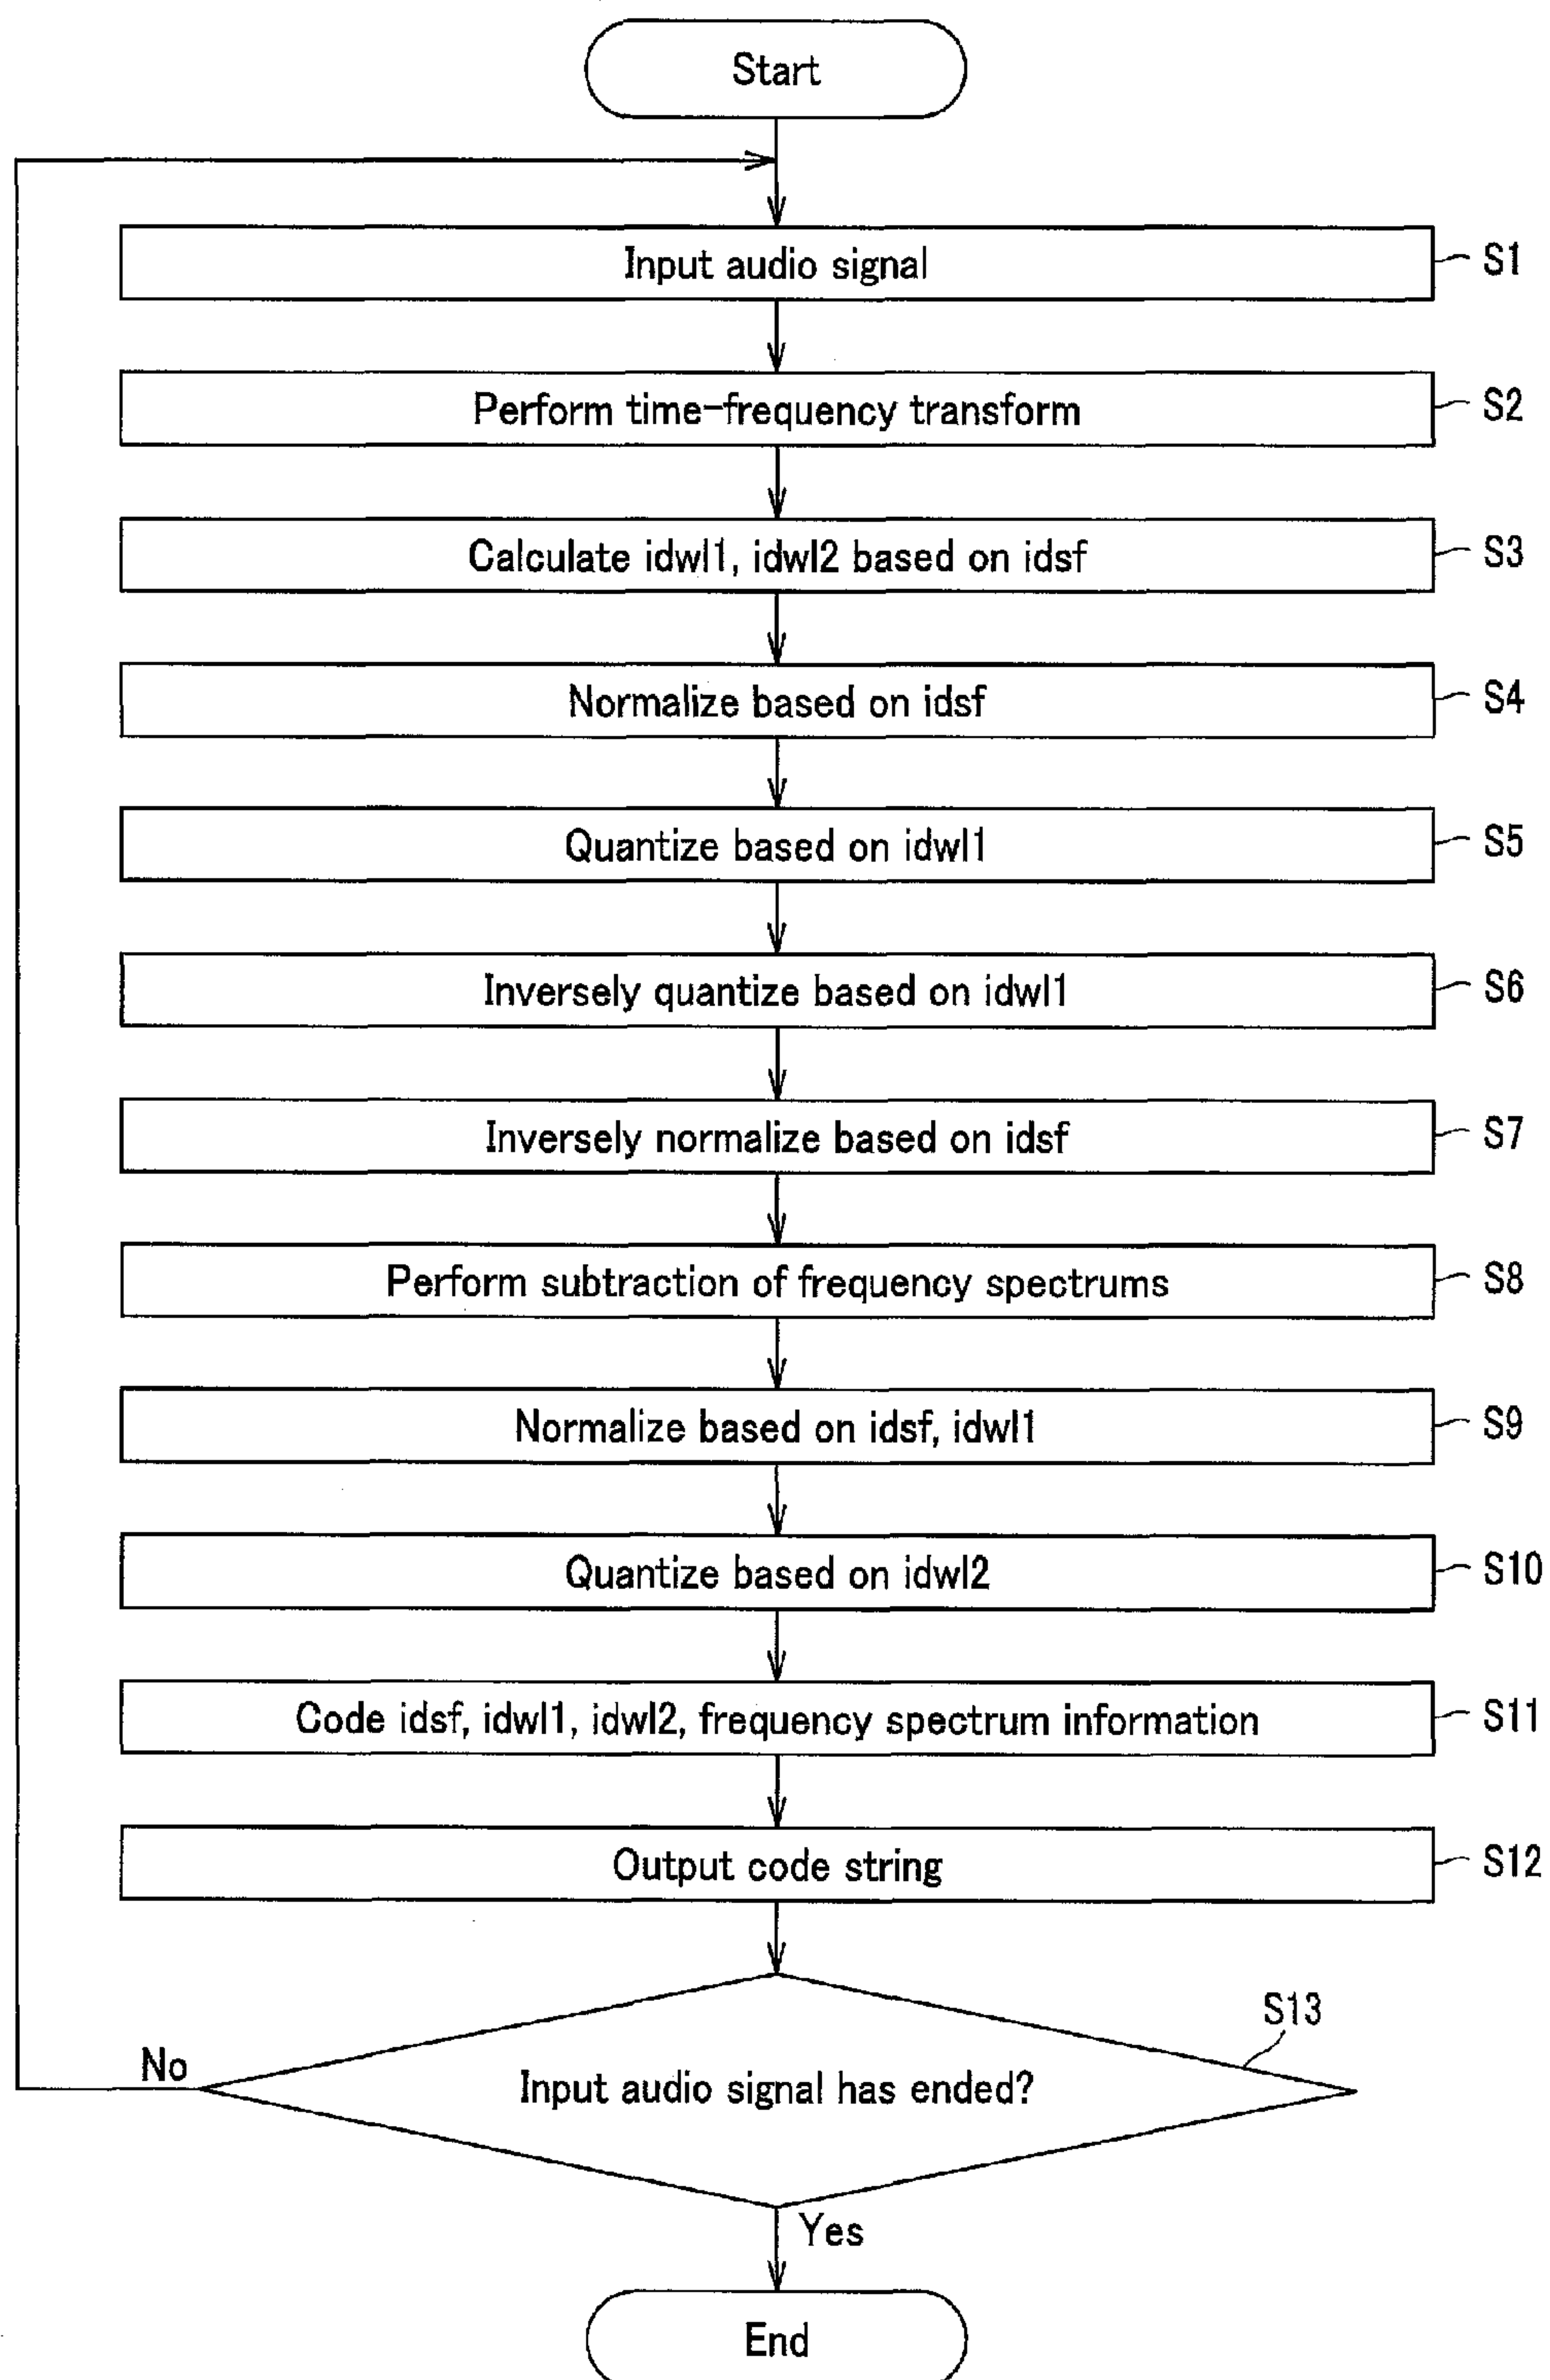 Start
Input audio signal
S1
Perform time-frequency transform
S2
Calculate idwl1, idwl2 based on idsf
S3
Normalize based on idsf
S4
Quantize based on idwl1
S5
Inversely quantize based on idwl1
S6
Inversely normalize based on idsf
S7
Perform subtraction of frequency spectrums
S8
Normalize based on idsf, idwl1
S9
Quantize based on idwl2
S10
Code idsf, idwl1, idwl2, frequency spectrum information
S11
Output code string
S12
S13
No
Input audio signal has ended?
Yes
End